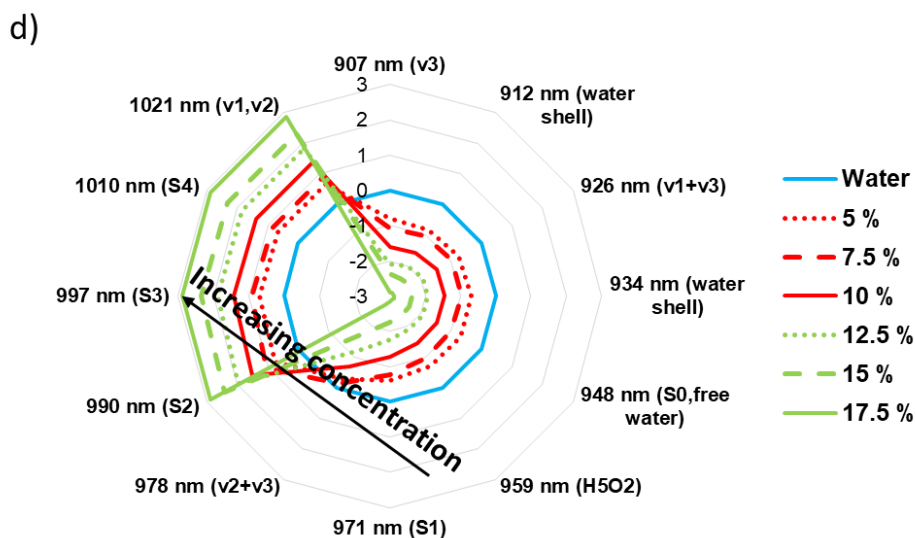 d)
907 nm (v3)
3
912 nm (water
shell)
1021 nm (v1,v2)
2
1
1010 nm (S4)
0
926 nm (v1+v3)
-1
-2
997 nm (S3)
-3
934 nm (water
shell)
Increasing concentration
990 nm (S2)
948 nm (S0,free
water)
978 nm (v2+v3)
959 nm (H5O2)
971 nm (S1)
Water
5 %
7.5 %
10 %
12.5 %
15 %
17.5 %